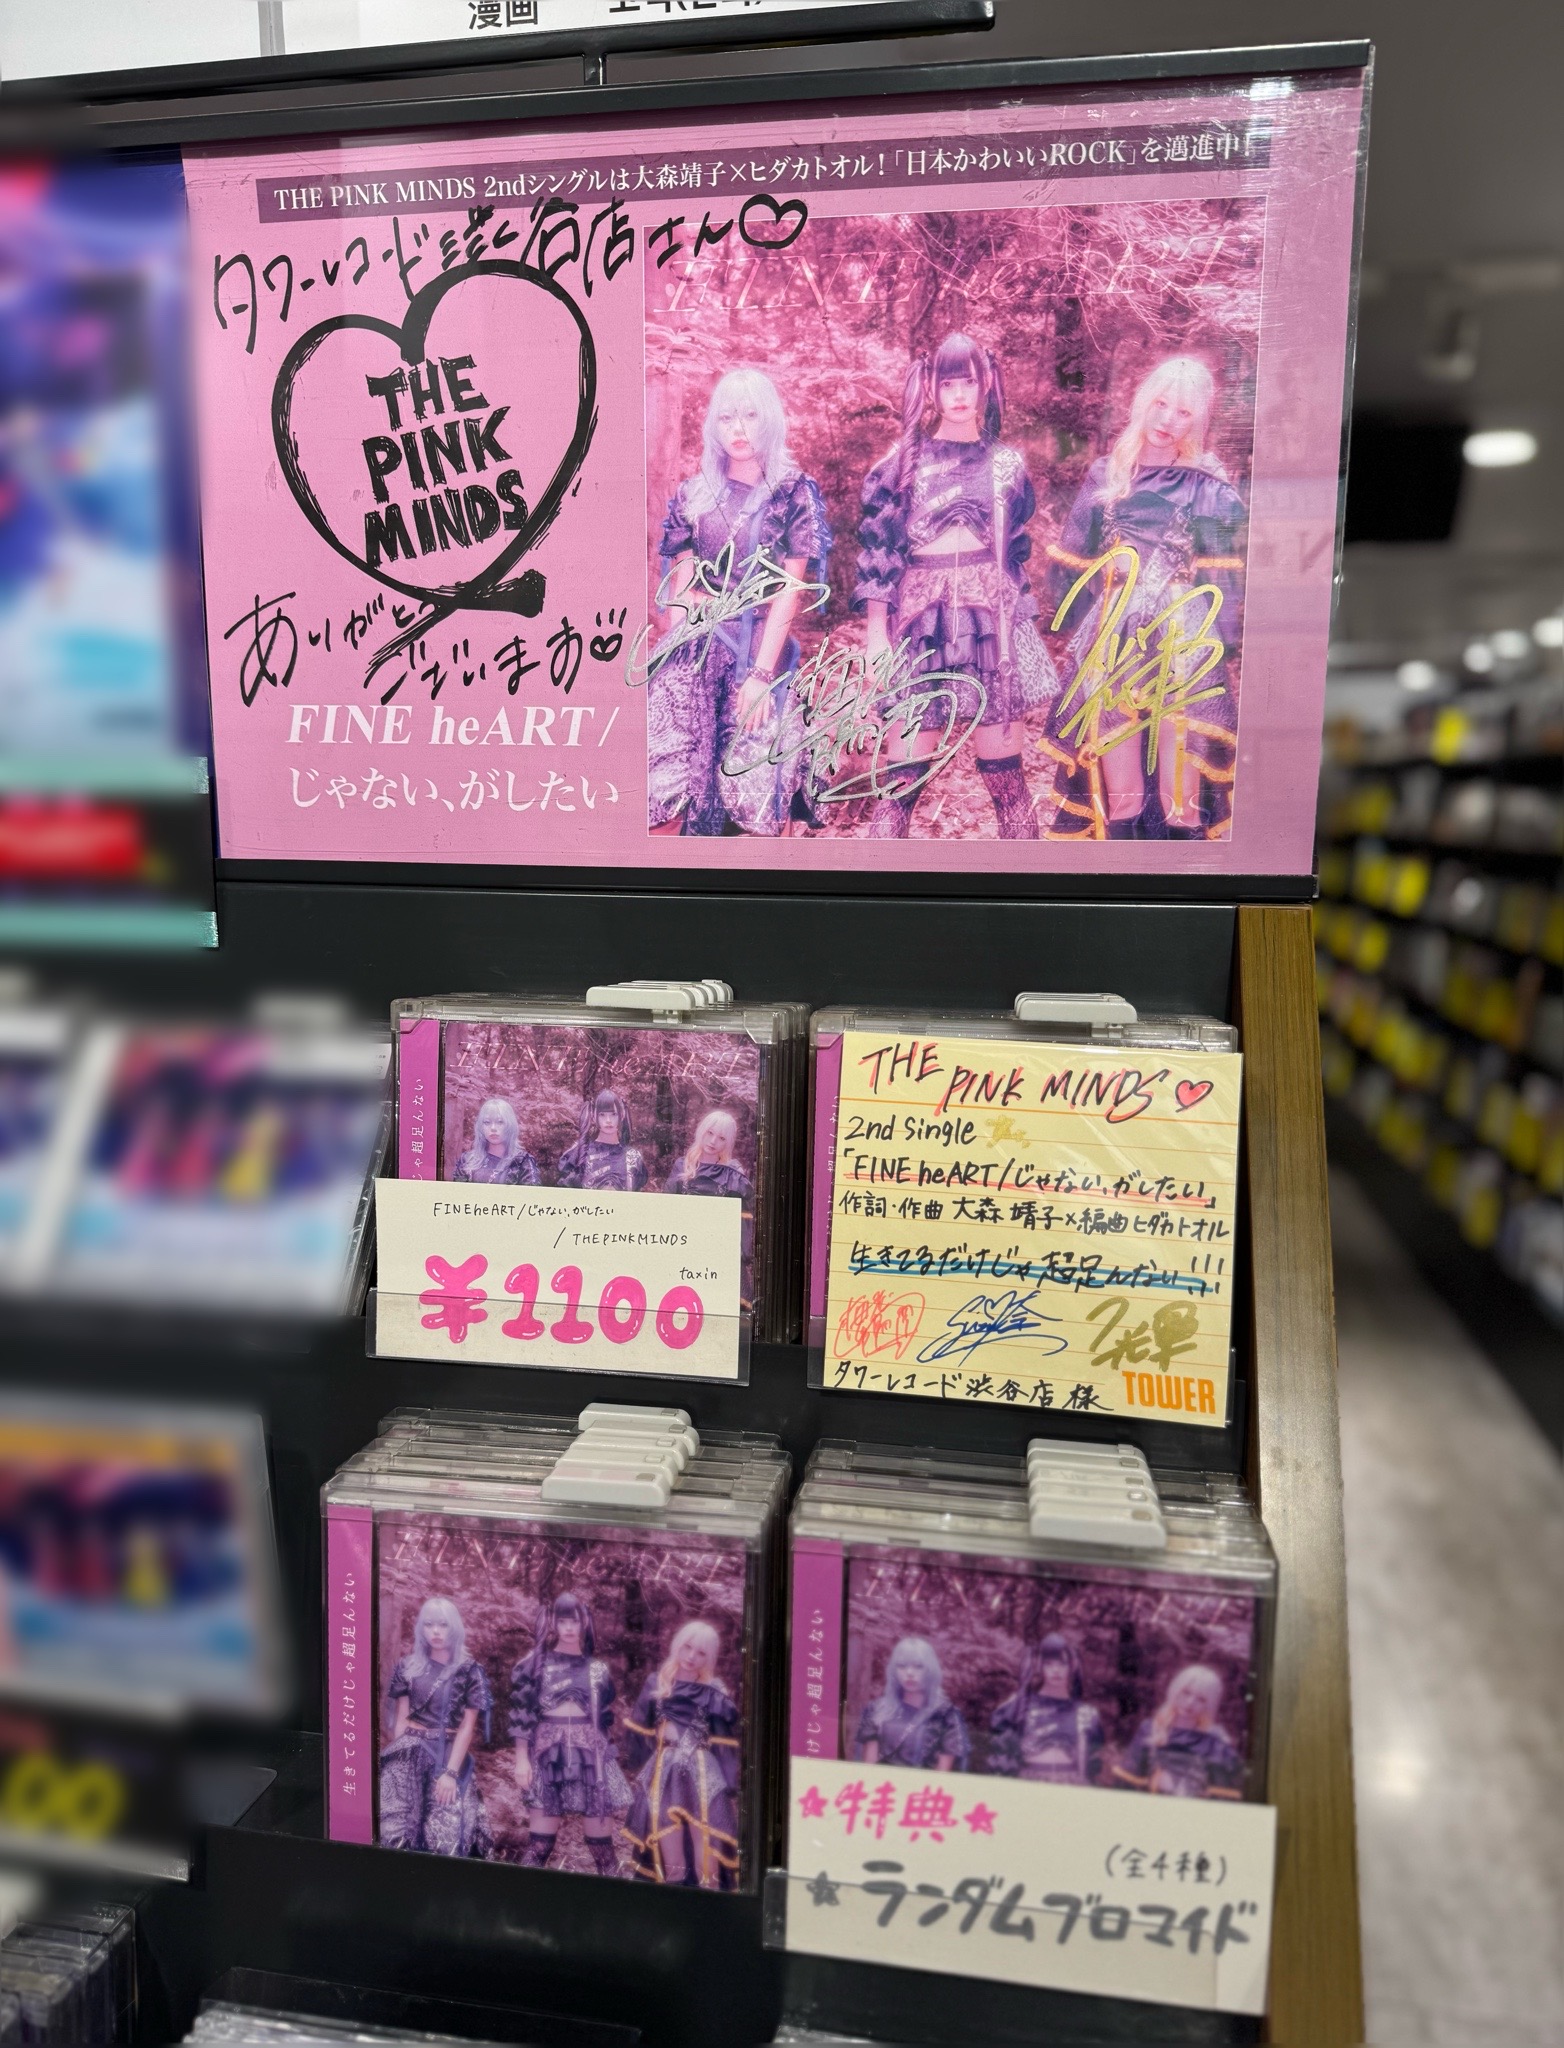 漫画
THE PINK MINDS 2ndシングルは大森靖子×ヒダカトオル!「日本かわいいROCK」を邁進中!
タワーレコード渋谷店さん♡
THE
PINK
MINDS
ありがとう
ございます♡
FINE heART/
じゃない、がしたい
FINE heART
THE PINK MINDS
FINE heART/じゃない、がしたい
/THE PINK MINDS
tax in
¥1100
THE PINK MINDS♡
2nd Single
「FINE heART/じゃない、がしたい」
作詞・作曲 大森靖子×編曲ヒダカトオル
生きてるだけじゃ超足んない!!!
タワーレコード渋谷店 様
TOWER
生きてるだけじゃ超足んない
★特典★
(全4種)
★ランダムブロマイド